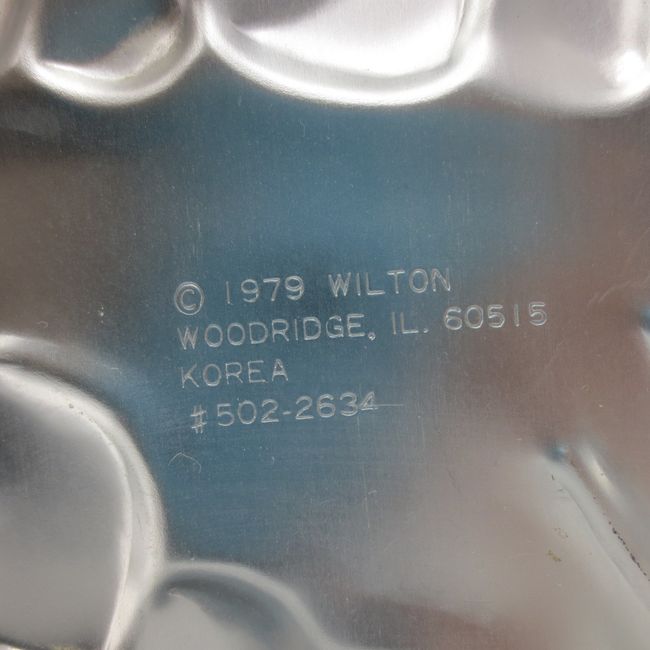 © 1979 WILTON
WOODRIDGE, IL. 60515
KOREA
#502-2634